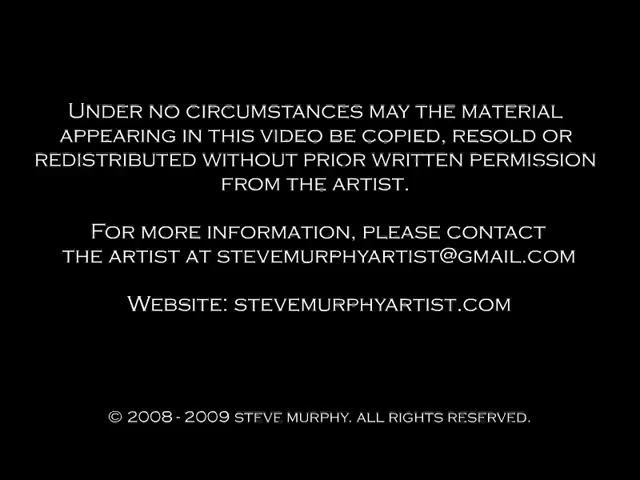 Under no circumstances may the material
appearing in this video be copied, resold or
redistributed without prior written permission
from the artist.
For more information, please contact
the artist at stevemurphyartist@gmail.com
Website: stevemurphyartist.com
© 2008 - 2009 steve murphy. all rights reserved.